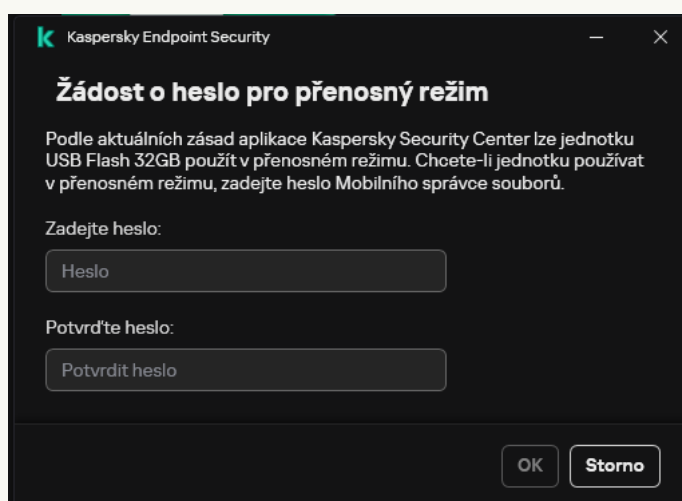 Kaspersky Endpoint Security
Žádost o heslo pro přenosný režim
Podle aktuálních zásad aplikace Kaspersky Security Center lze jednotku
USB Flash 32GB použít v přenosném režimu. Chcete-li jednotku používat
v přenosném režimu, zadejte heslo Mobilního správce souborů.
Zadejte heslo:
Heslo
Potvrďte heslo:
Potvrdit heslo
OK Storno